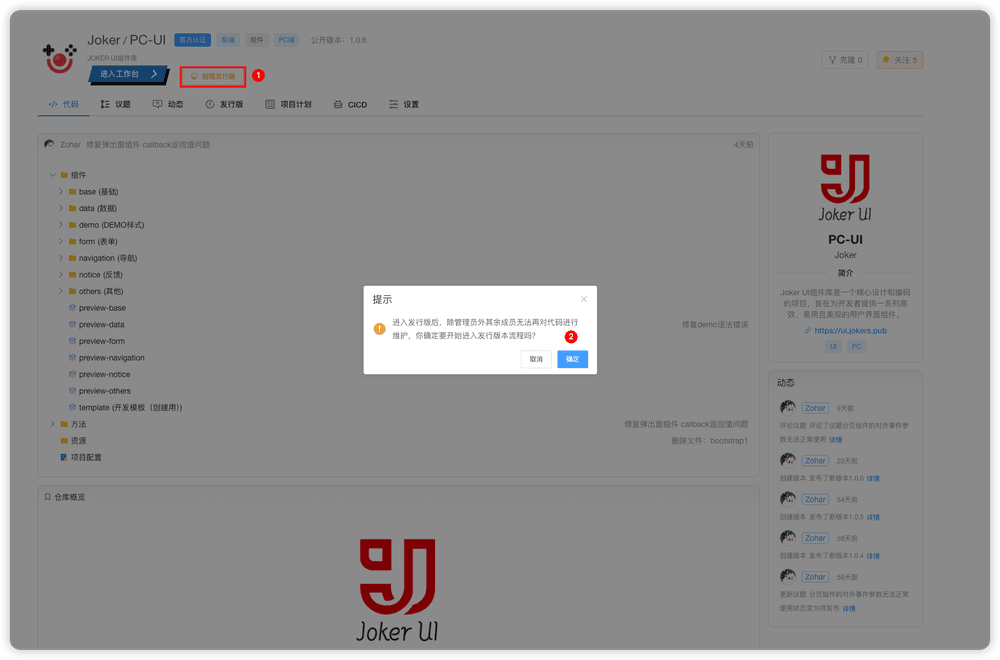 Joker / PC-UI 官方认证 前端 组件 PC端 公开版本：1.0.6
JOKER UI组件库
进入工作台
创建发行版 1
克隆 0 关注 5
代码 议题 动态 发行版 项目计划 CICD 设置
Zohar 修复弹出窗组件 callback返回值问题 4天前
组件
base (基础)
data (数据)
demo (DEMO样式)
form (表单)
navigation (导航)
notice (反馈)
others (其他)
preview-base
preview-data 修复demo语法错误
preview-form
preview-navigation
preview-notice
preview-others
template (开发模板（创建用）)
方法 修复弹出窗组件 callback返回值问题
资源 删除文件：bootstrap1
项目配置
提示
进入发行版后，除管理员外其余成员无法再对代码进行
维护，你确定要开始进入发行版本流程吗？
2
取消 确定
仓库概览
Joker UI
Joker UI
PC-UI
Joker
简介
Joker UI组件库是一个精心设计和编码
的项目，旨在为开发者提供一系列高
效、易用且美观的用户界面组件。
https://ui.jokers.pub
UI PC
动态
Zohar 9天前
评论议题 评论了议题分页组件的对外事件参
数无法正常使用 详情
Zohar 20天前
创建版本 发布了新版本1.0.6 详情
Zohar 54天前
创建版本 发布了新版本1.0.5 详情
Zohar 59天前
创建版本 发布了新版本1.0.4 详情
Zohar 59天前
更新议题 分页组件的对外事件参数无法正常
使用状态变为待发布 详情